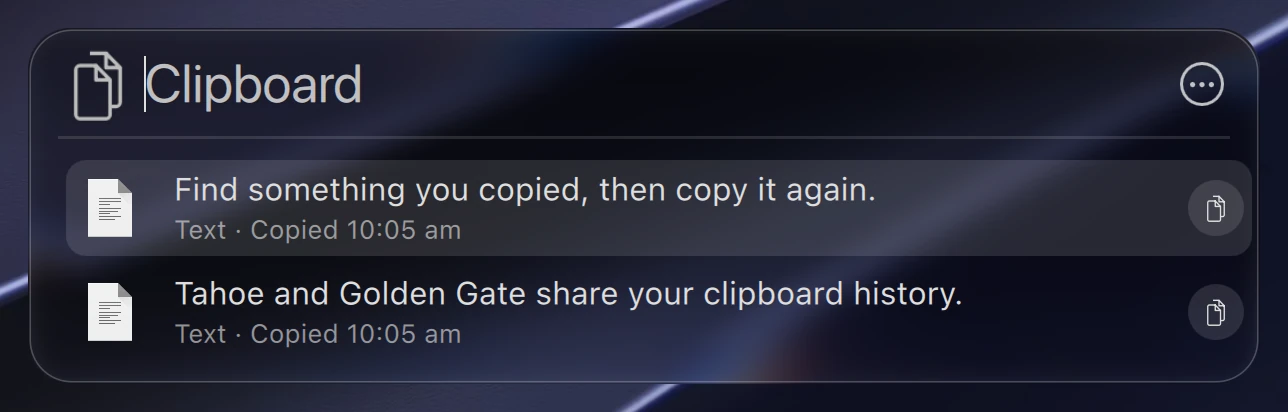 Clipboard
Find something you copied, then copy it again.
Text · Copied 10:05 am
Tahoe and Golden Gate share your clipboard history.
Text · Copied 10:05 am